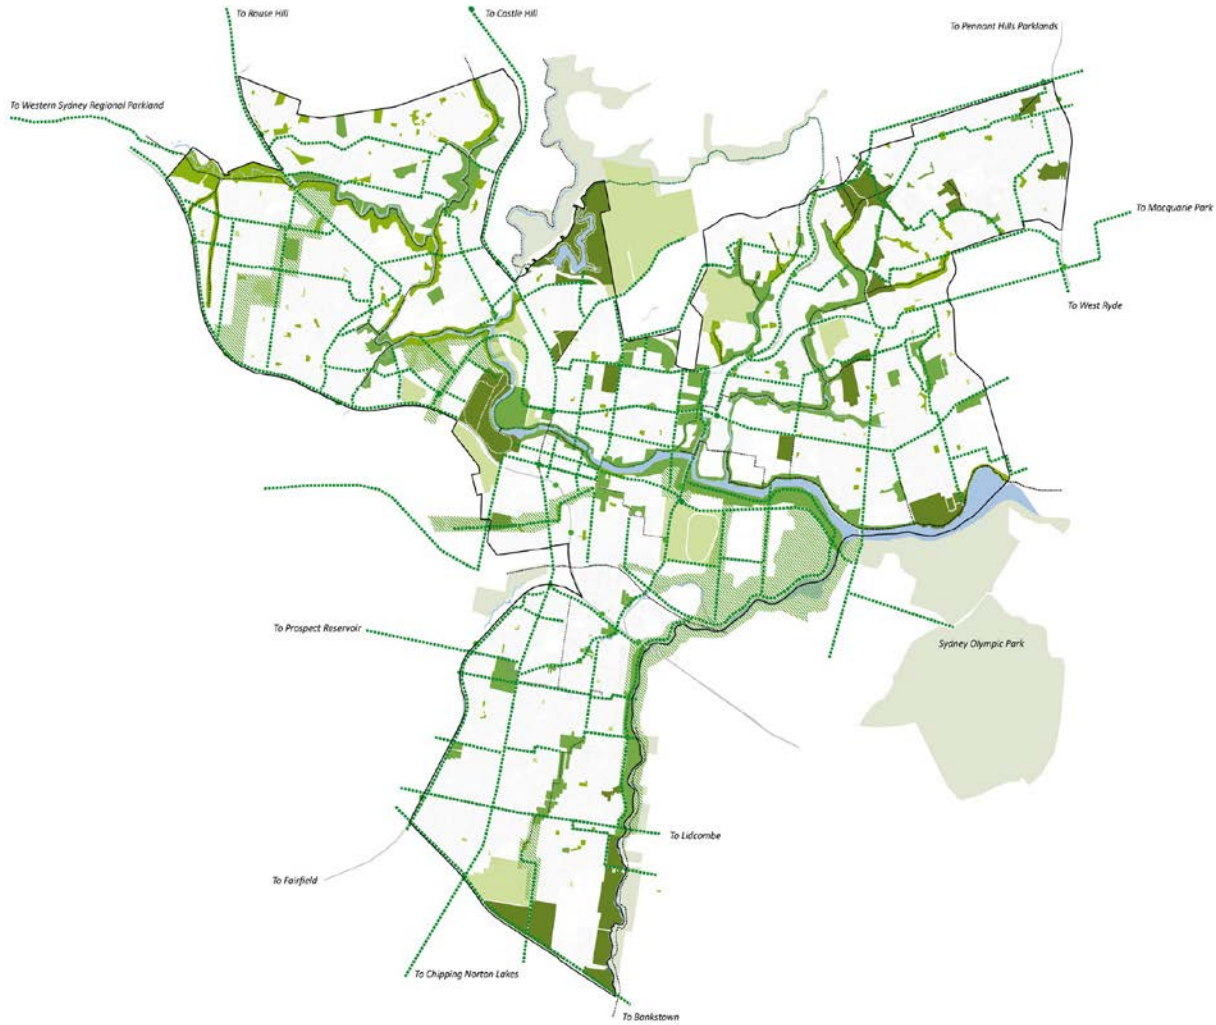 To Rouse Hill
To Castle Hill
To Pennant Hills Parklands
To Western Sydney Regional Parkland
To Macquarie Park
To West Ryde
To Prospect Reservoir
Sydney Olympic Park
To Lidcombe
To Fairfield
To Chipping Norton Lakes
To Bankstown